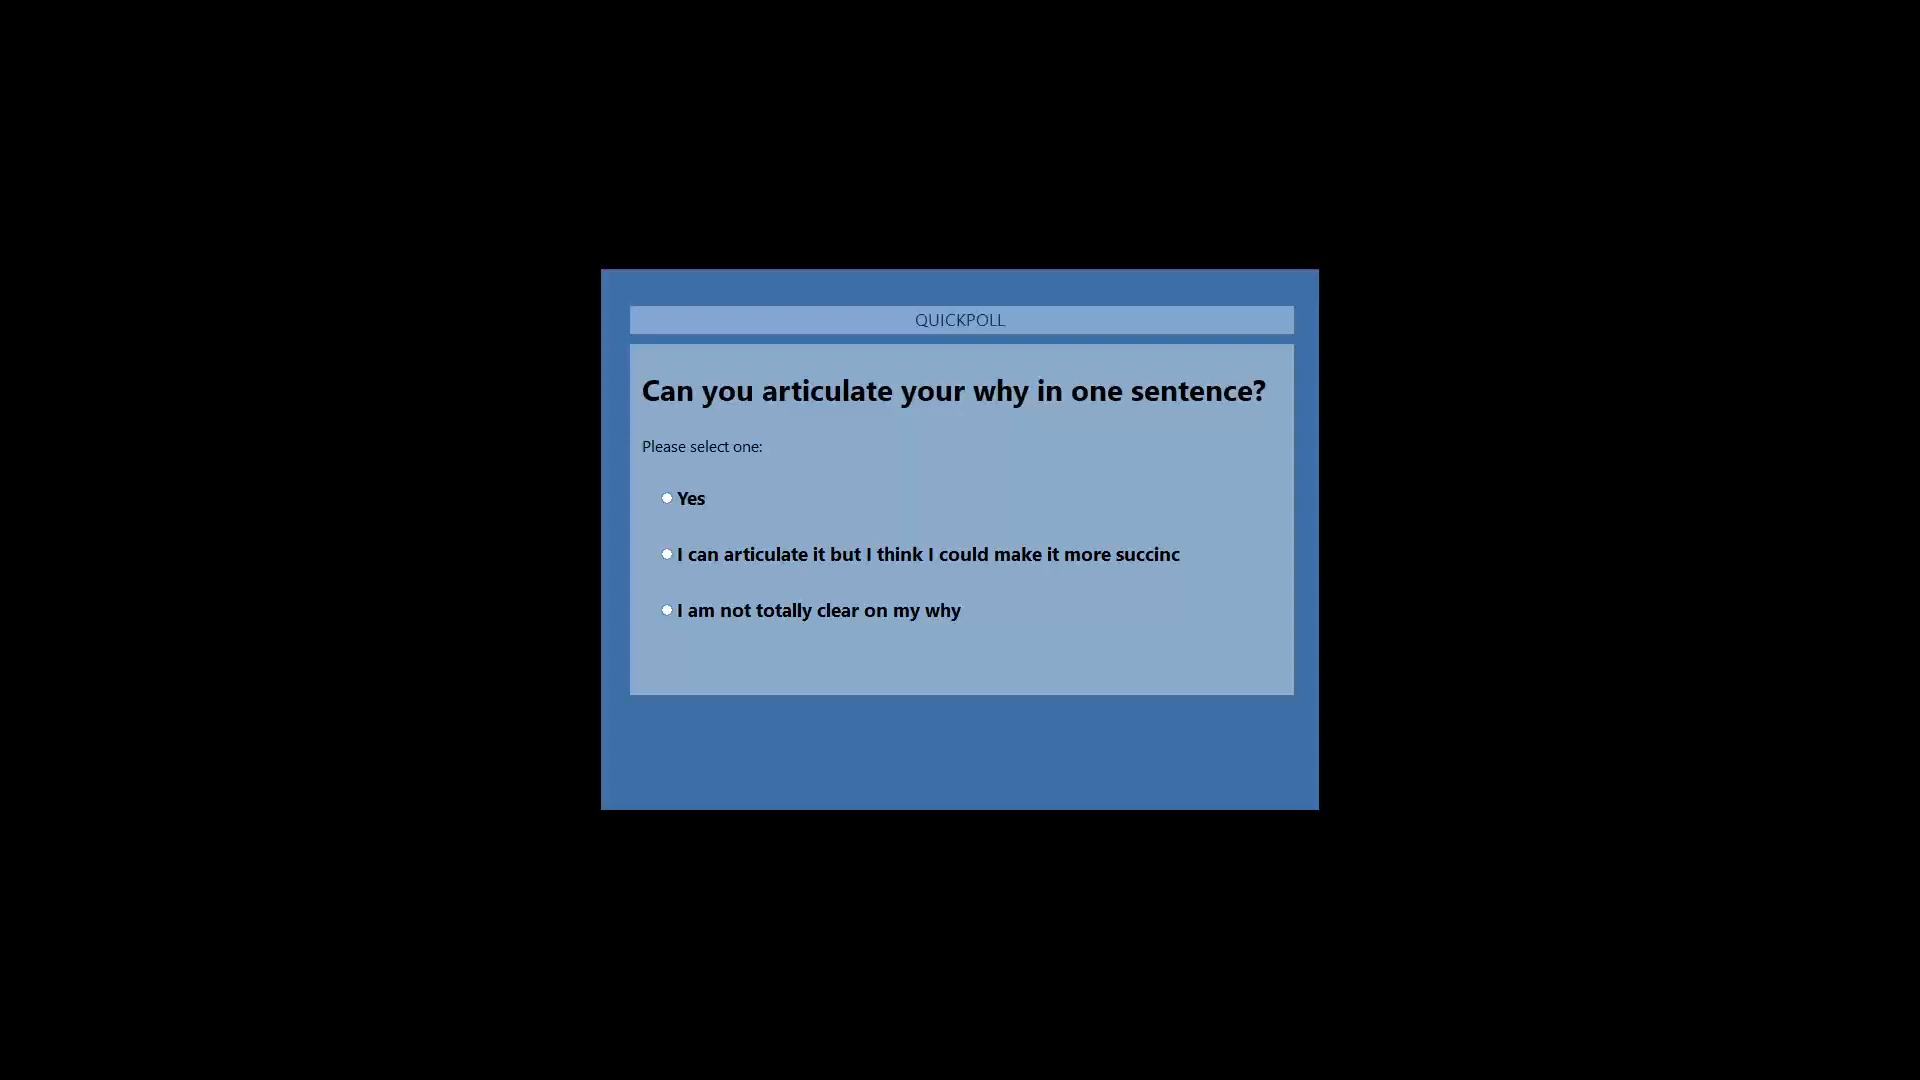 QUICKPOLL
Can you articulate your why in one sentence?
Please select one:
Yes
I can articulate it but I think I could make it more succinc
I am not totally clear on my why